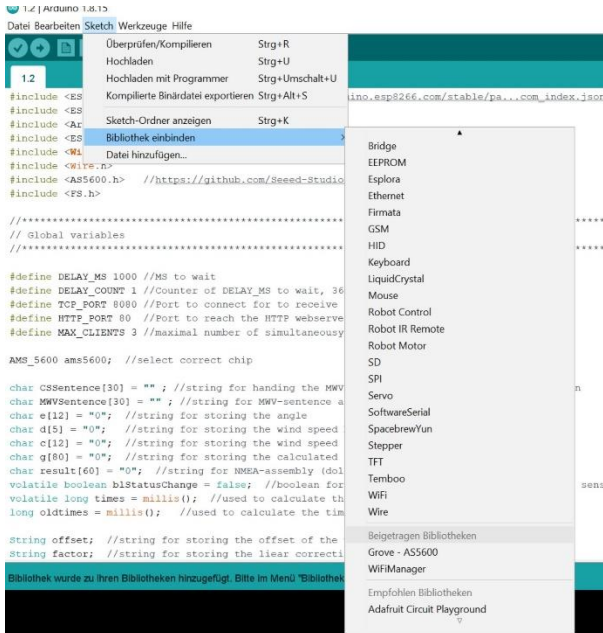 1.2 | Arduino 1.8.15
Datei Bearbeiten Sketch Werkzeuge Hilfe
Überprüfen/Kompilieren Strg+R
Hochladen Strg+U
1.2
Hochladen mit Programmer Strg+Umschalt+U
#include <ES
Kompilierte Binärdatei exportieren Strg+Alt+S
ino.esp8266.com/stable/pa...com_index.json
#include <ES
#include <Ar
Sketch-Ordner anzeigen Strg+K
#include <ES
Bibliothek einbinden
#include <Wi
Datei hinzufügen...
#include <Wire.h>
#include <AS5600.h> //https://github.com/Seeed-Studio
#include <FS.h>
//******************************************************
// Global variables
//******************************************************
#define DELAY_MS 1000 //MS to wait
#define DELAY_COUNT 1 //Counter of DELAY_MS to wait, 36
#define TCP_PORT 8080 //Port to connect for to receive
#define HTTP_PORT 80 //Port to reach the HTTP webserve
#define MAX_CLIENTS 3 //maximal number of simultaneousy
AMS_5600 ams5600; //select correct chip
char CSSentence[30] = "" ; //string for handing the MWV
n
char MWVSentence[30] = "" ; //string for MWV-sentence a
char e[12] = "0"; //string for storing the angle
char d[5] = "0"; //string for storing the wind speed
char c[12] = "0"; //string for storing the wind speed
char g[80] = "0"; //string for storing the calculated
char result[60] = "0"; //string for NMEA-assembly (dol
volatile boolean blStatusChange = false; //boolean for
sens
volatile long times = millis(); //used to calculate th
long oldtimes = millis(); //used to calculate the tim
String offset; //string for storing the offset of the
String factor; //string for storing the liear correcti
Bibliothek wurde zu Ihren Bibliotheken hinzugefügt. Bitte im Menü "Bibliothek
Bridge
EEPROM
Esplora
Ethernet
Firmata
GSM
HID
Keyboard
LiquidCrystal
Mouse
Robot Control
Robot IR Remote
Robot Motor
SD
SPI
Servo
SoftwareSerial
SpacebrewYun
Stepper
TFT
Temboo
WiFi
Wire
Beigetragen Bibliotheken
Grove - AS5600
WiFiManager
Empfohlen Bibliotheken
Adafruit Circuit Playground